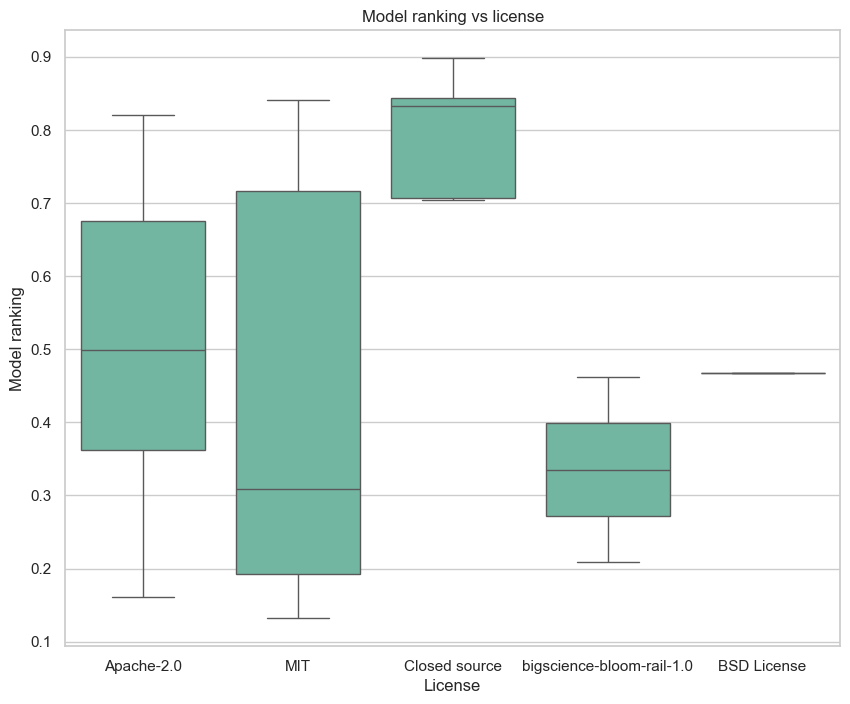 Model ranking vs license
Model ranking
0.9
0.8
0.7
0.6
0.5
0.4
0.3
0.2
0.1
Apache-2.0 MIT Closed source bigscience-bloom-rail-1.0 BSD License
License